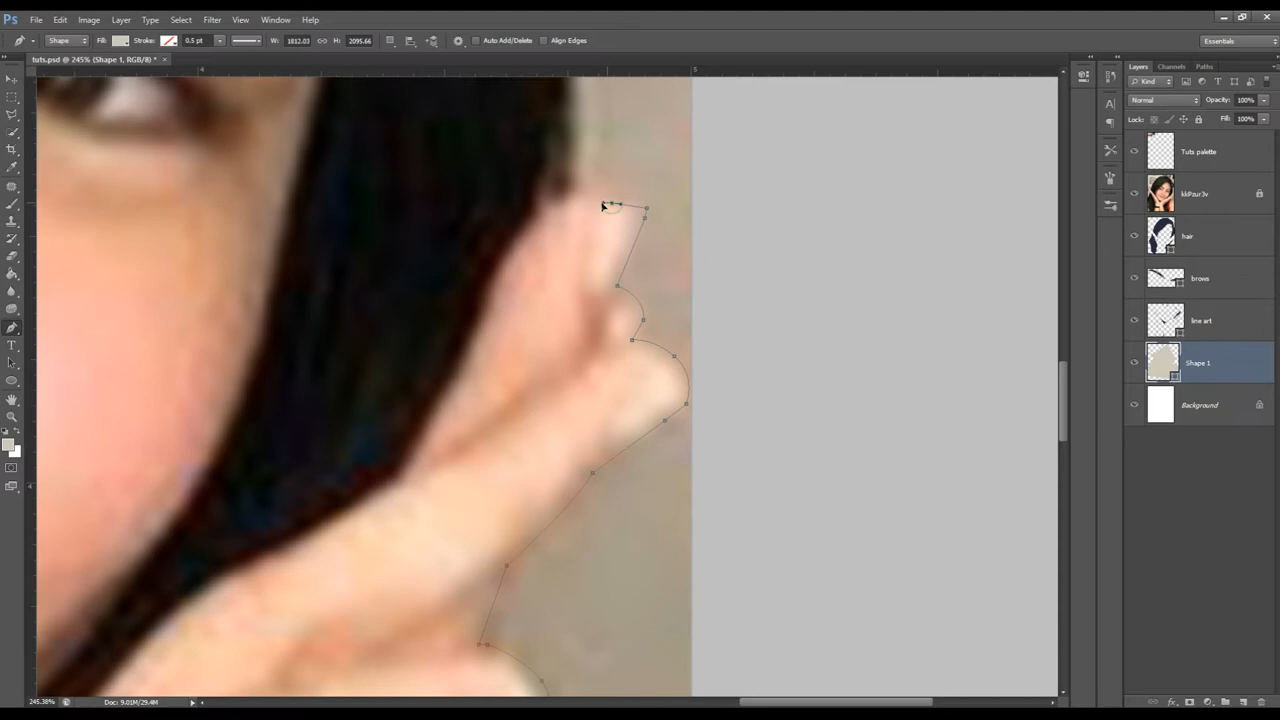 Ps File Edit Image Layer Type Select Filter View Window Help
Shape Fill: Stroke: 0.5 pt W: 1812.03 H: 2095.66 Auto Add/Delete Align Edges Essentials
tuts.psd @ 245% (Shape 1, RGB/8) * ×
4 5
Layers Channels Paths
Kind
Normal Opacity: 100%
Lock: Fill: 100%
Tuts palette
kkPzur3v
hair
brows
line art
Shape 1
Background
4
245.38% Doc: 9.01M/29.4M